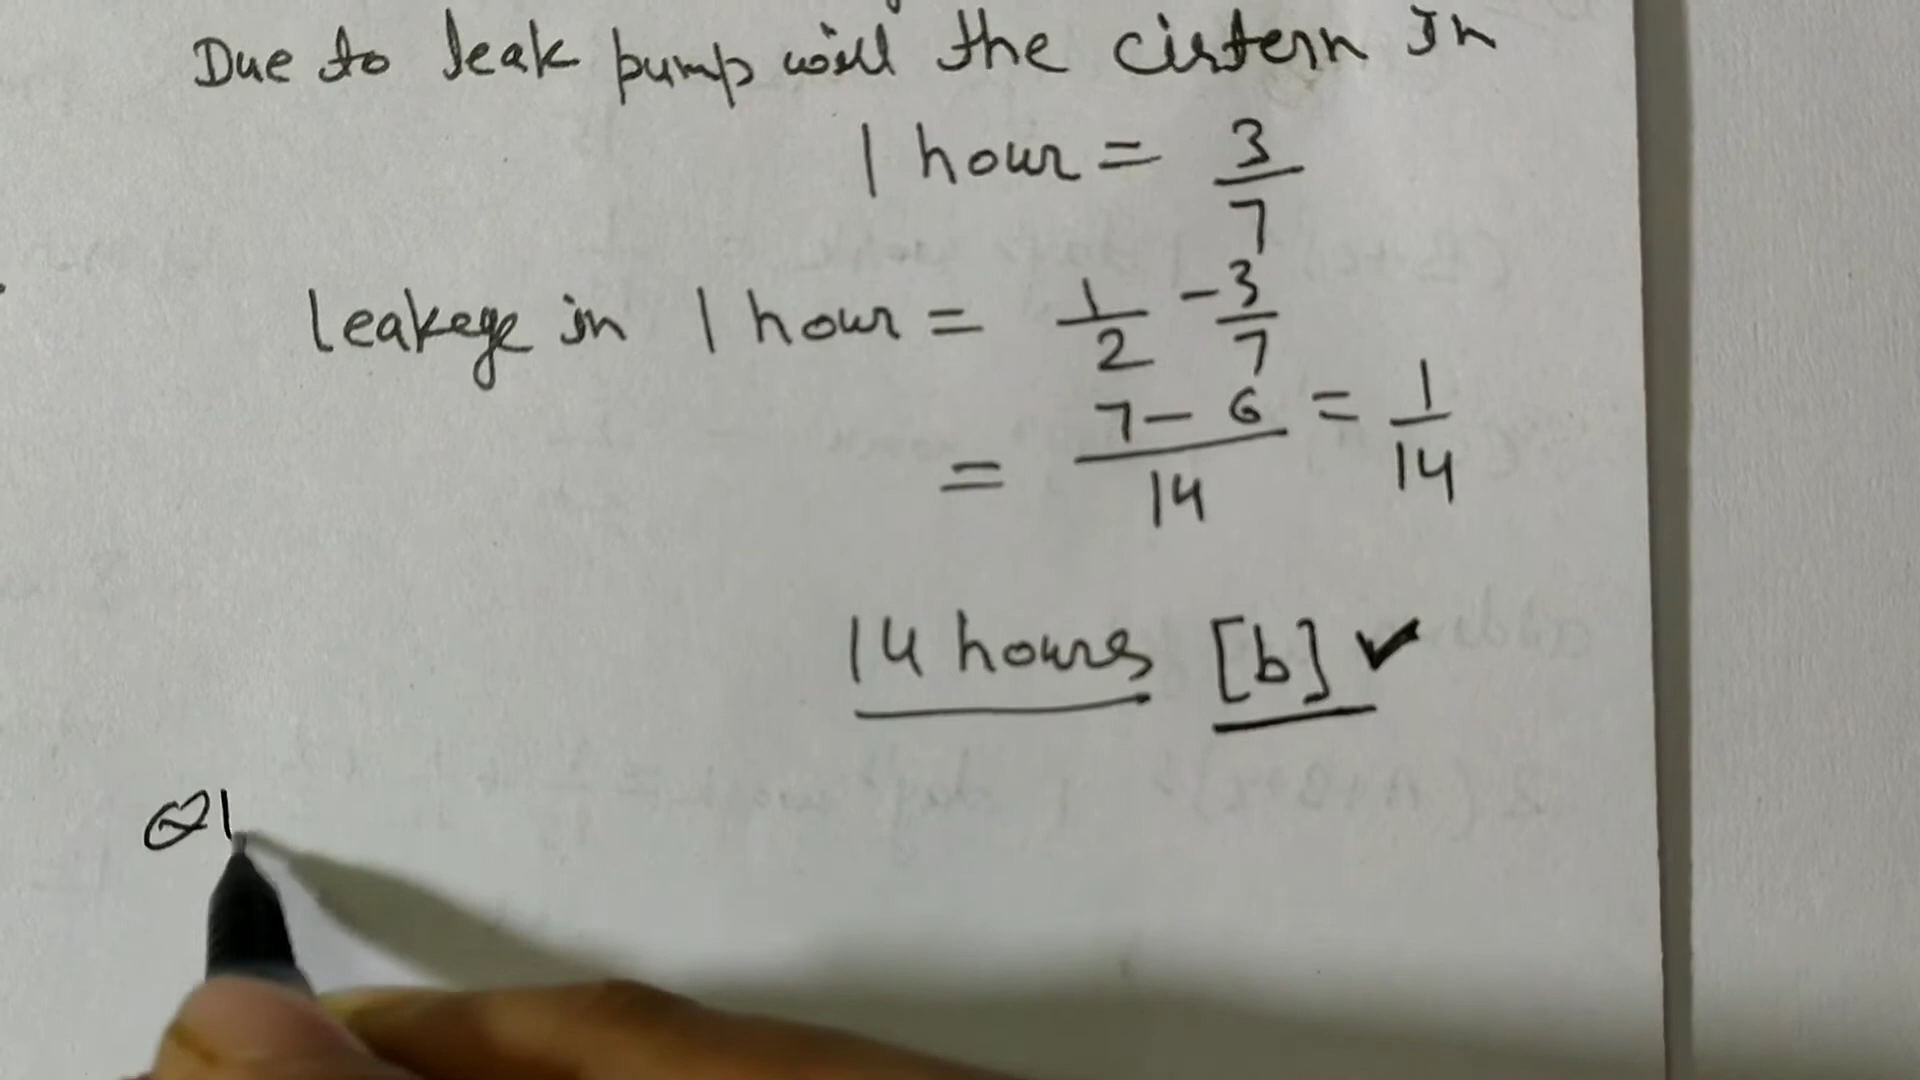 Due to leak pump will the cistern In
1 hour = 3/7
leakege in 1 hour = 1/2 - 3/7
= 7 - 6 / 14 = 1/14
14 hours [b] ✔
Q1